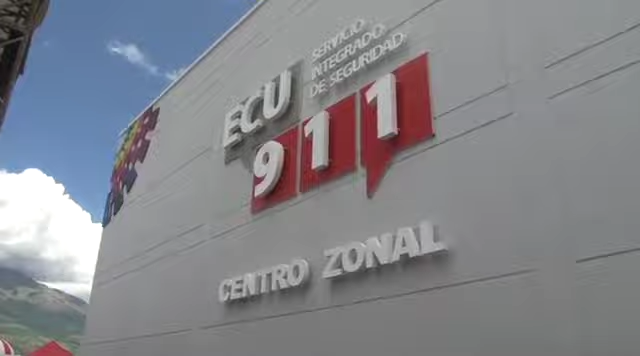 SERVICIO
INTEGRADO
DE SEGURIDAD
ECU
911
CENTRO ZONAL